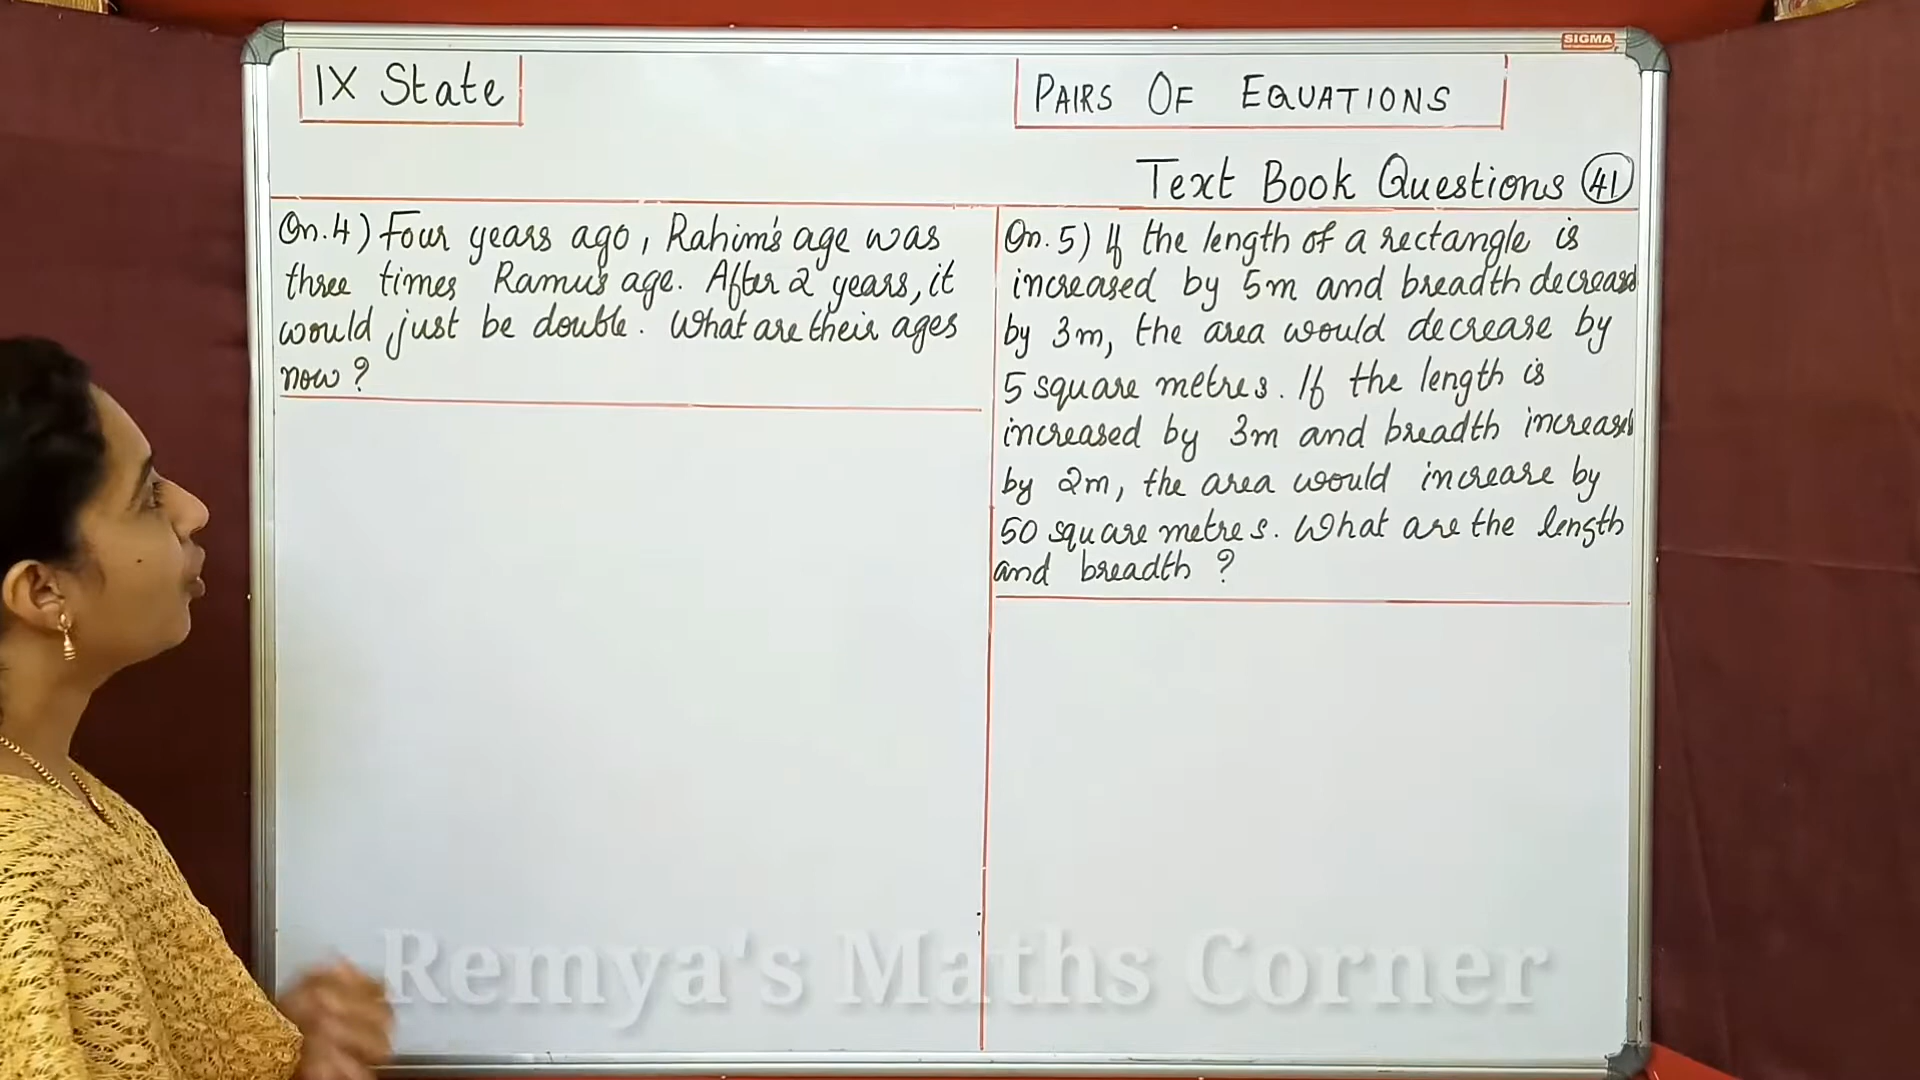 SIGMA
IX State
PAIRS OF EQUATIONS
Text Book Questions 41
Qn. 4) Four years ago, Rahim's age was
three times Ramu's age. After 2 years, it
would just be double. What are their ages
now?
Qn. 5) If the length of a rectangle is
increased by 5m and breadth decreased
by 3m, the area would decrease by
5 square metres. If the length is
increased by 3m and breadth increased
by 2m, the area would increase by
50 square metres. What are the length
and breadth ?
Remya's Maths Corner